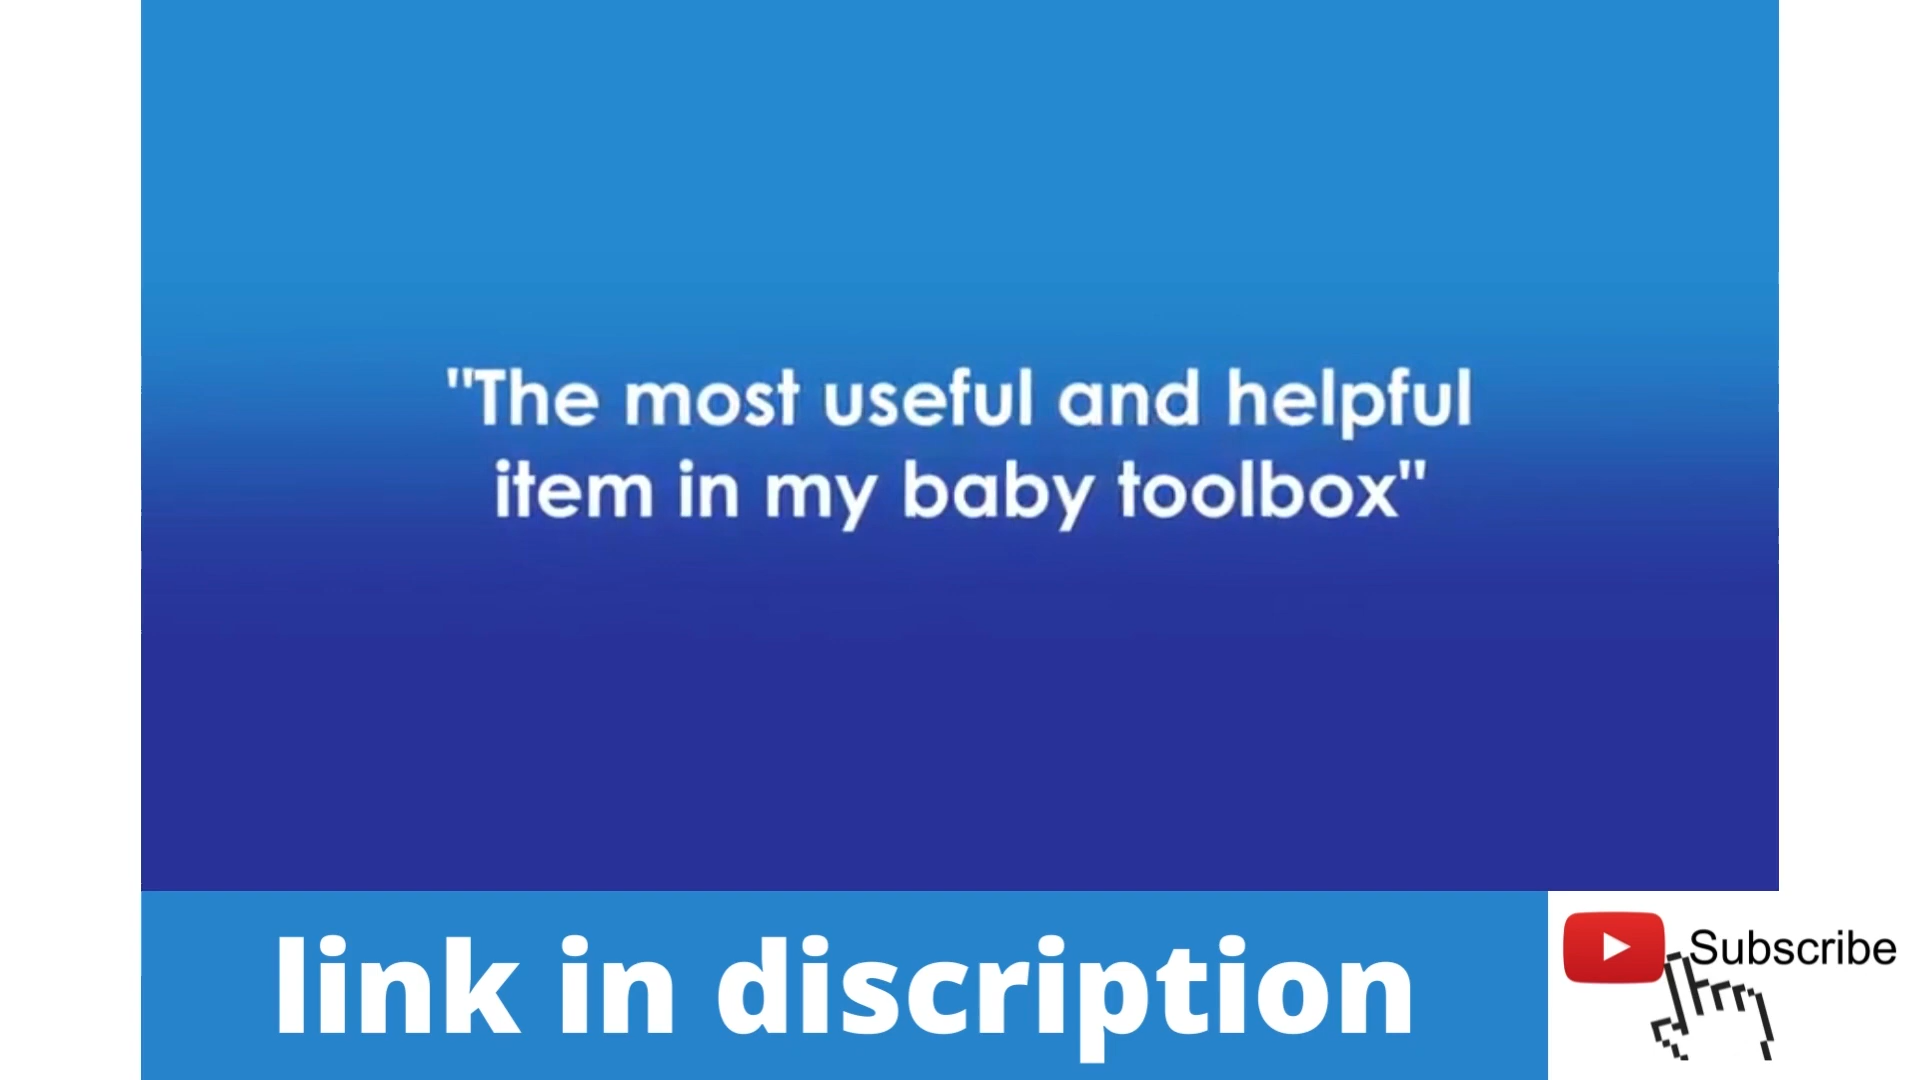 "The most useful and helpful
item in my baby toolbox"
link in discription
Subscribe